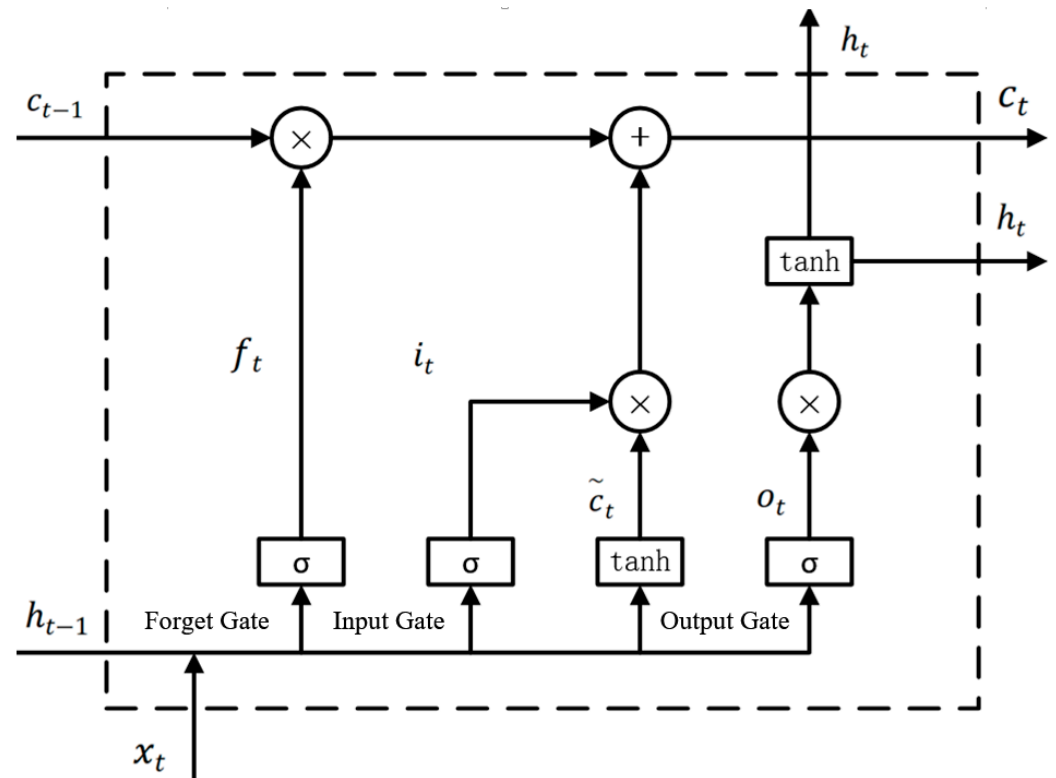 h_t
c_{t-1}
c_t
×
+
h_t
tanh
f_t
i_t
×
×
c̃_t
o_t
σ
σ
tanh
σ
h_{t-1}
Forget Gate
Input Gate
Output Gate
x_t